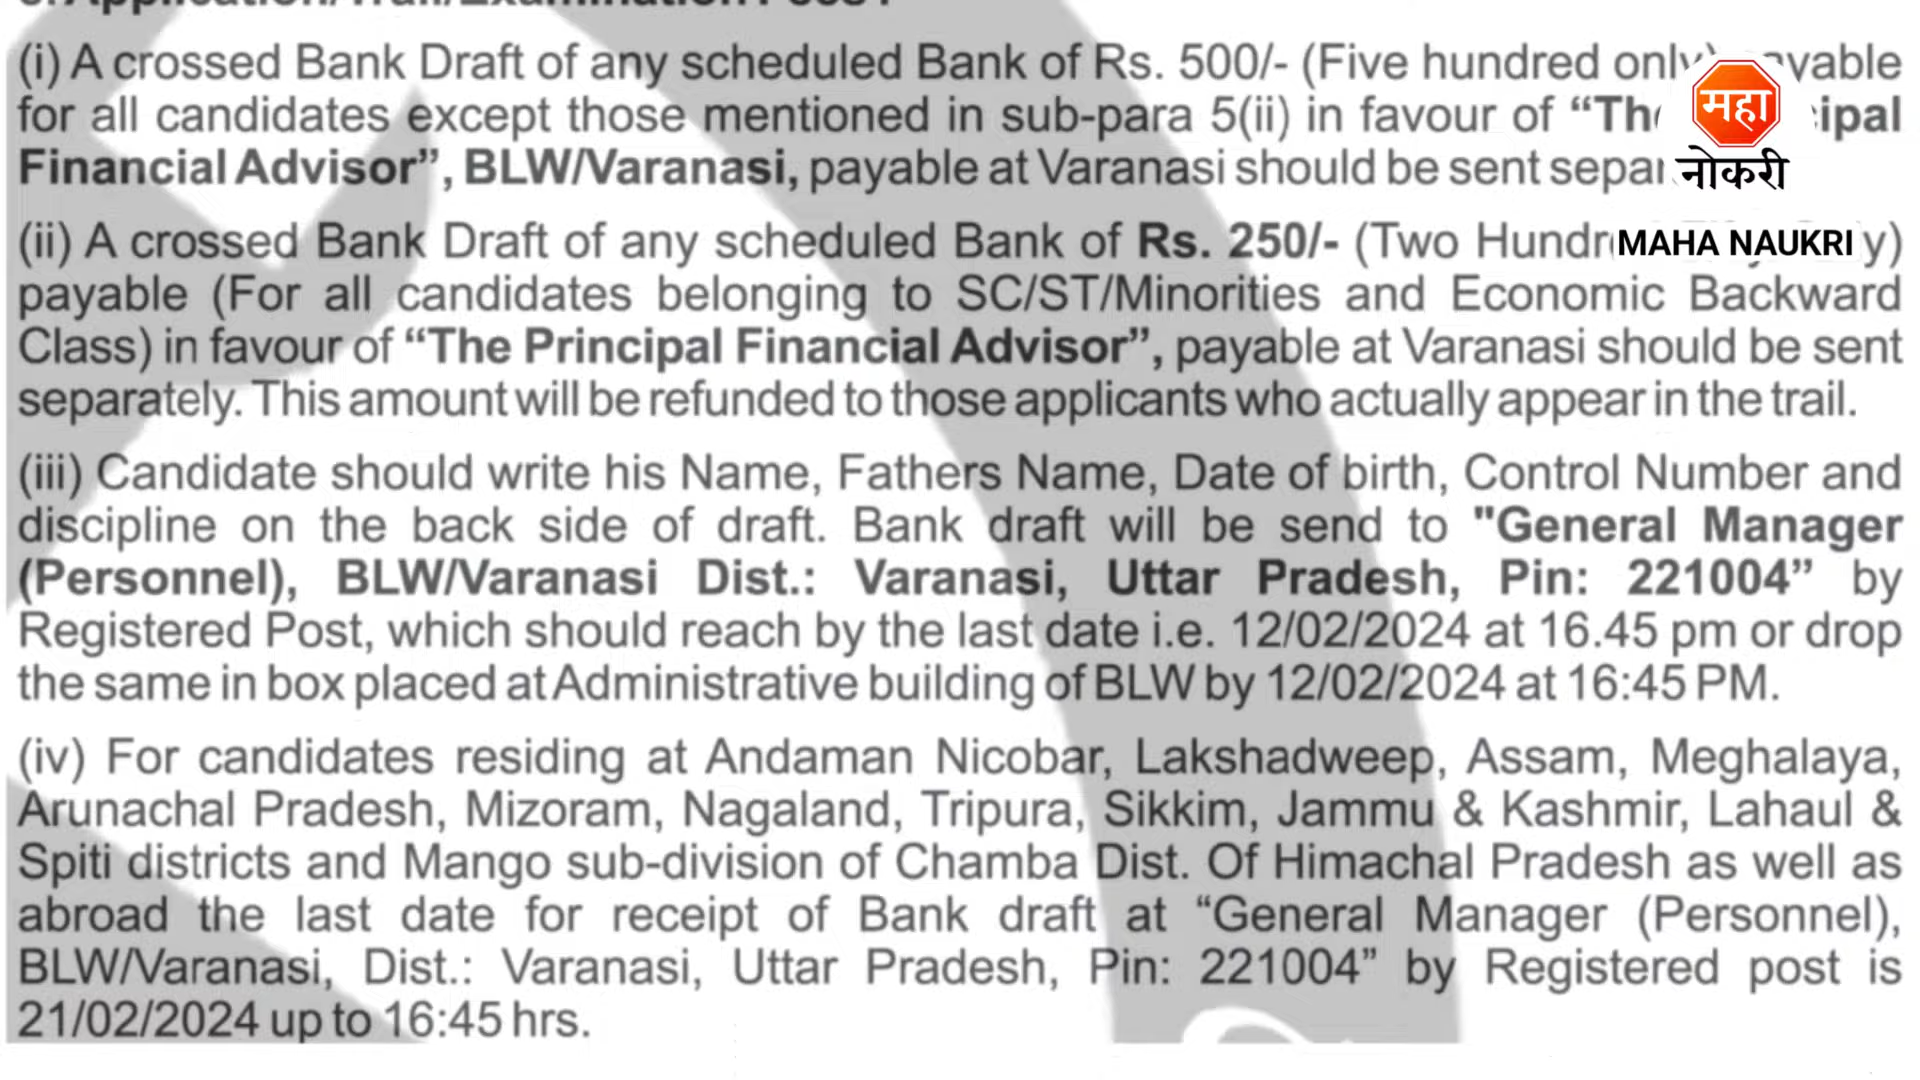 (i) A crossed Bank Draft of any scheduled Bank of Rs. 500/- (Five hundred only)
for all candidates except those mentioned in sub-para 5(ii) in favour of “The
Financial Advisor”, BLW/Varanasi, payable at Varanasi should be sent
महा
नोकरी
(ii) A crossed Bank Draft of any scheduled Bank of Rs. 250/- (Two
MAHA NAUKRI
payable (For all candidates belonging to SC/ST/Minorities and Economic Backward
Class) in favour of “The Principal Financial Advisor”, payable at Varanasi should be sent
separately. This amount will be refunded to those applicants who actually appear in the trail.
(iii) Candidate should write his Name, Fathers Name, Date of birth, Control Number and
discipline on the back side of draft. Bank draft will be send to "General Manager
(Personnel), BLW/Varanasi Dist.: Varanasi, Uttar Pradesh, Pin: 221004” by
Registered Post, which should reach by the last date i.e. 12/02/2024 at 16.45 pm or drop
the same in box placed at Administrative building of BLW by 12/02/2024 at 16:45 PM.
(iv) For candidates residing at Andaman Nicobar, Lakshadweep, Assam, Meghalaya,
Arunachal Pradesh, Mizoram, Nagaland, Tripura, Sikkim, Jammu & Kashmir, Lahaul &
Spiti districts and Mango sub-division of Chamba Dist. Of Himachal Pradesh as well as
abroad the last date for receipt of Bank draft at “General Manager (Personnel),
BLW/Varanasi, Dist.: Varanasi, Uttar Pradesh, Pin: 221004” by Registered post is
21/02/2024 up to 16:45 hrs.